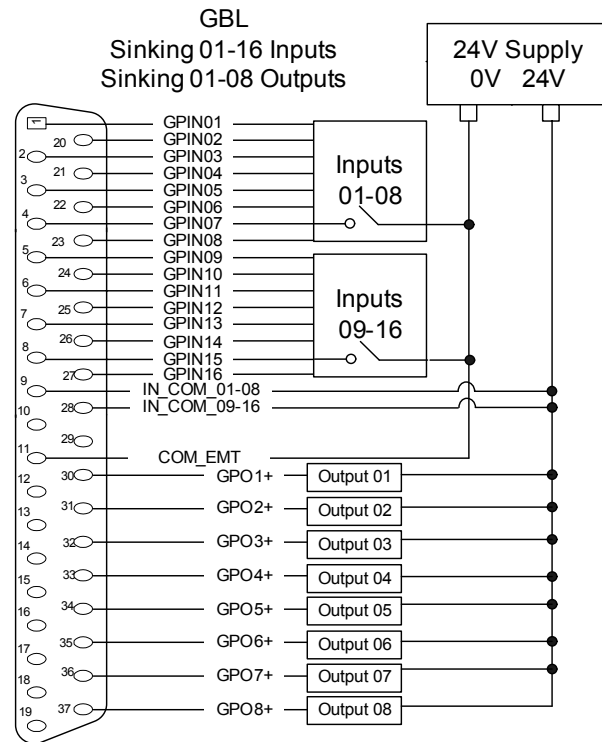 GBL
Sinking 01-16 Inputs
Sinking 01-08 Outputs
24V Supply
0V 24V
1 GPIN01
20 GPIN02
2 GPIN03
21 GPIN04
3 GPIN05
22 GPIN06
4 GPIN07
23 GPIN08
Inputs
01-08
5 GPIN09
24 GPIN10
6 GPIN11
25 GPIN12
7 GPIN13
26 GPIN14
8 GPIN15
27 GPIN16
Inputs
09-16
9 IN_COM_01-08
28 IN_COM_09-16
10
29
11 COM_EMT
30 GPO1+ Output 01
12
31 GPO2+ Output 02
13
32 GPO3+ Output 03
14
33 GPO4+ Output 04
15
34 GPO5+ Output 05
16
35 GPO6+ Output 06
17
36 GPO7+ Output 07
18
37 GPO8+ Output 08
19